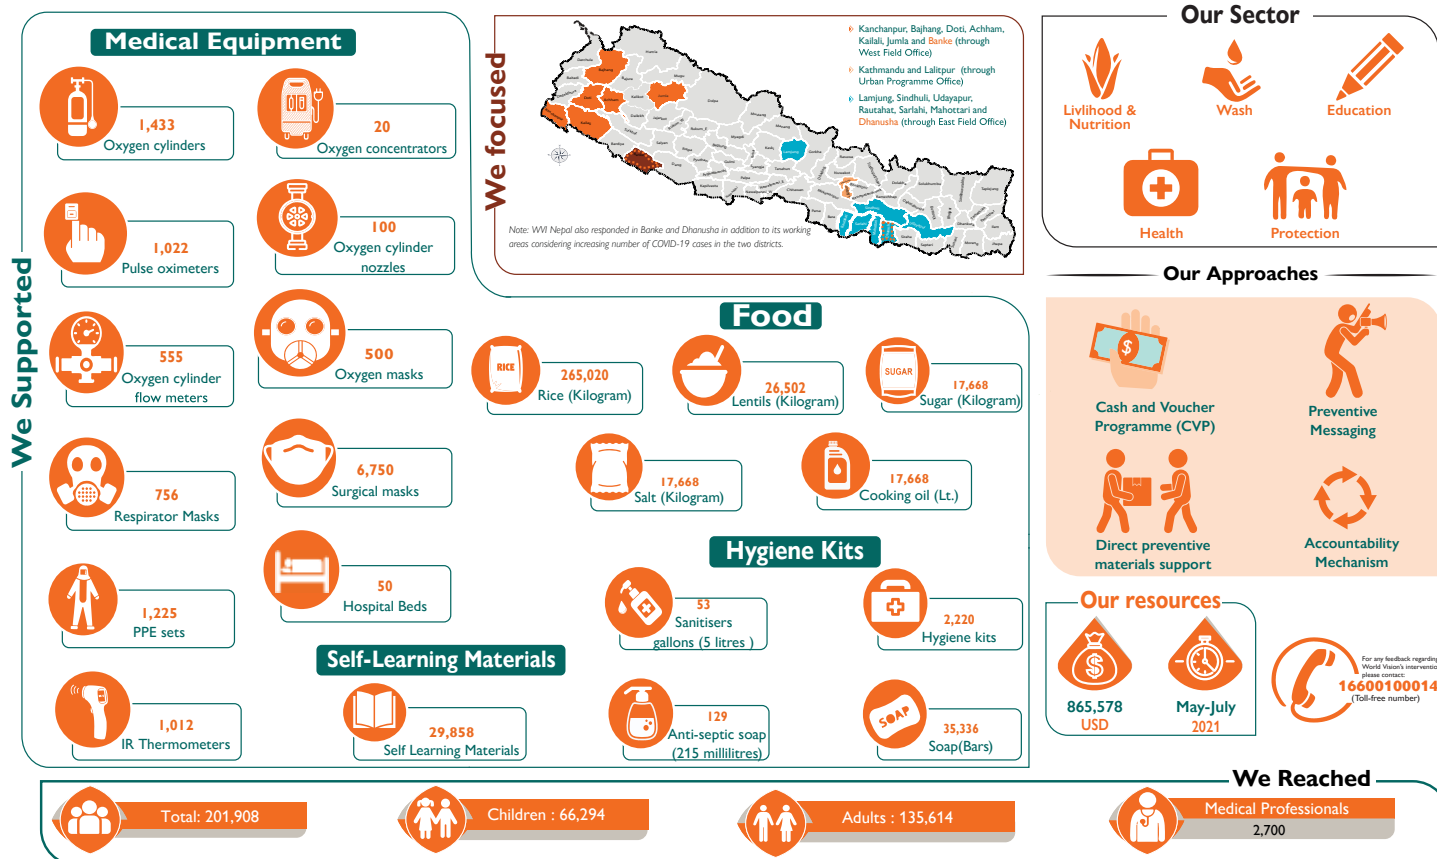 We Supported
Medical Equipment
1,433
Oxygen cylinders
20
Oxygen concentrators
1,022
Pulse oximeters
100
Oxygen cylinder
nozzles
555
Oxygen cylinder
flow meters
500
Oxygen masks
756
Respirator Masks
6,750
Surgical masks
1,225
PPE sets
50
Hospital Beds
1,012
IR Thermometers
Self-Learning Materials
29,858
Self Learning Materials
We focused
Kanchanpur, Bajhang, Doti, Achham,
Kailali, Jumla and Banke (through
West Field Office)
Kathmandu and Lalitpur (through
Urban Programme Office)
Lamjung, Sindhuli, Udayapur,
Rautahat, Sarlahi, Mahottari and
Dhanusha (through East Field Office)
Note: WVI Nepal also responded in Banke and Dhanusha in addition to its working
areas considering increasing number of COVID-19 cases in the two districts.
Food
RICE
265,020
Rice (Kilogram)
26,502
Lentils (Kilogram)
SUGAR
17,668
Sugar (Kilogram)
17,668
Salt (Kilogram)
17,668
Cooking oil (Lt.)
Hygiene Kits
53
Sanitisers
gallons (5 litres )
2,220
Hygiene kits
129
Anti-septic soap
(215 millilitres)
SOAP
35,336
Soap(Bars)
Our Sector
Livlihood &
Nutrition
Wash
Education
Health
Protection
Our Approaches
Cash and Voucher
Programme (CVP)
Preventive
Messaging
Direct preventive
materials support
Accountability
Mechanism
Our resources
865,578
USD
May-July
2021
For any feedback regarding
World Vision's interventio
please contact:
16600100014
(Toll-free number)
We Reached
Total: 201,908
Children : 66,294
Adults : 135,614
Medical Professionals
2,700